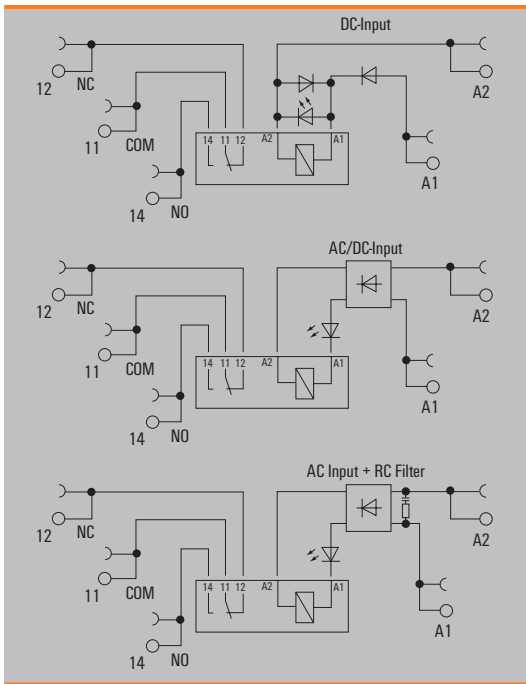 DC-Input
12 NC
A2
11 COM
14 11 12 A2 A1
A1
14 NO
AC/DC-Input
12 NC
A2
11 COM
14 11 12 A2 A1
A1
14 NO
AC Input + RC Filter
12 NC
A2
11 COM
14 11 12 A2 A1
A1
14 NO